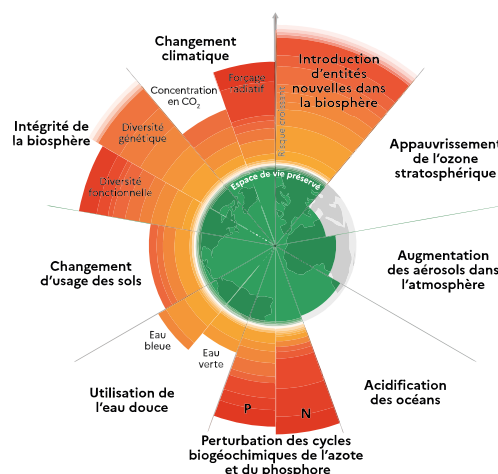 Changement
climatique
Introduction
d'entités
nouvelles dans
la biosphère
Forçage
radiatif
Concentration
en CO2
Risque croissant
Intégrité de
la biosphère
Diversité
génétique
Diversité
fonctionnelle
Appauvrissement
de l'ozone
stratosphérique
Espace de vie préservé
Augmentation
des aérosols dans
l'atmosphère
Changement
d'usage des sols
Eau
bleue
Eau
verte
Utilisation de
l'eau douce
Acidification
des océans
P
N
Perturbation des cycles
biogéochimiques de l'azote
et du phosphore